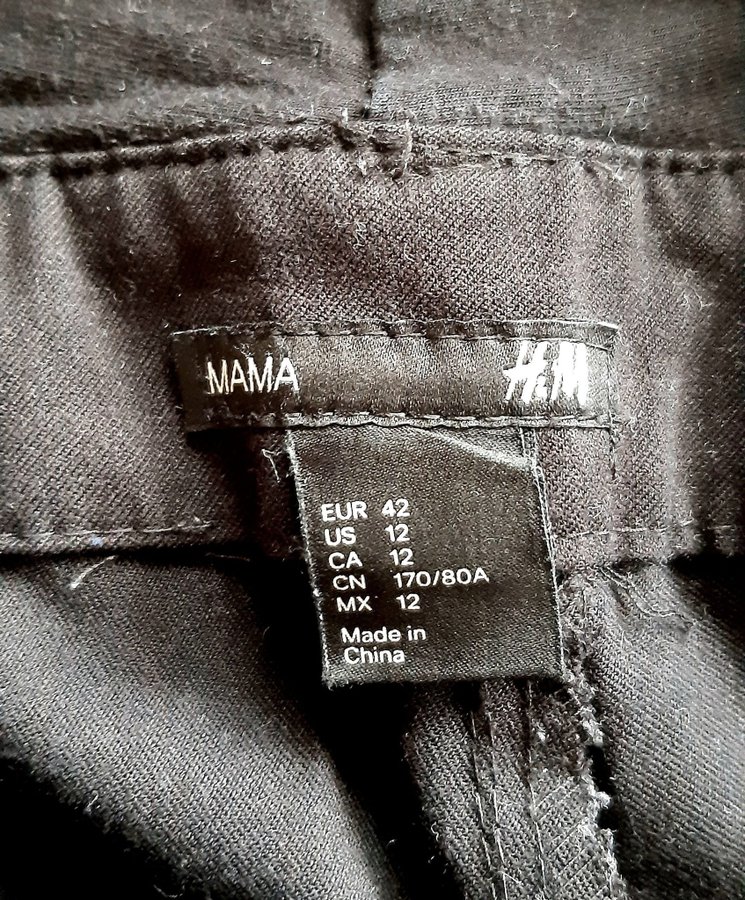 MAMA H&M
EUR 42
US 12
CA 12
CN 170/80A
MX 12
Made in
China